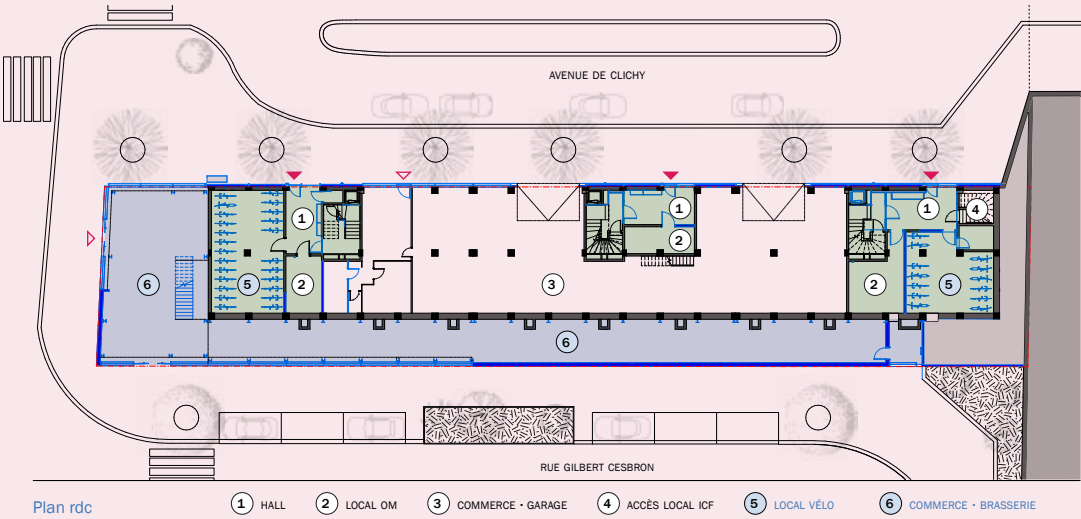 AVENUE DE CLICHY
1 1 1 4
2
6 5 2 3 2 5
6
RUE GILBERT CESBRON
Plan rdc 1 HALL 2 LOCAL OM 3 COMMERCE • GARAGE 4 ACCÈS LOCAL ICF 5 LOCAL VÉLO 6 COMMERCE • BRASSERIE